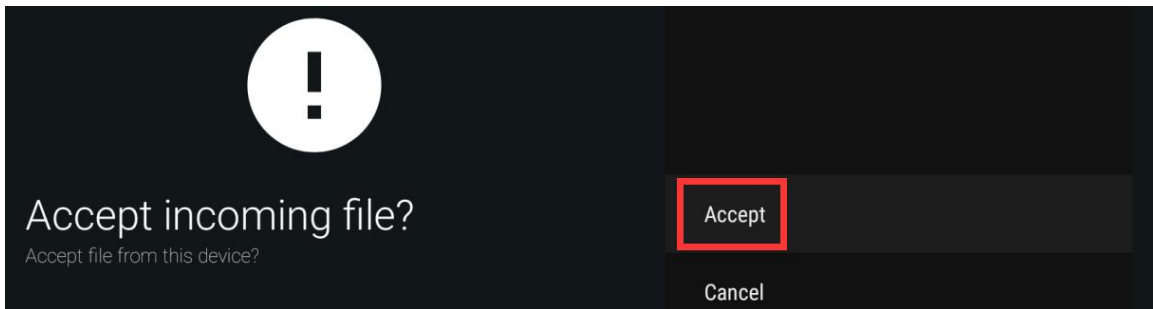 Accept incoming file?
Accept file from this device?
Accept
Cancel